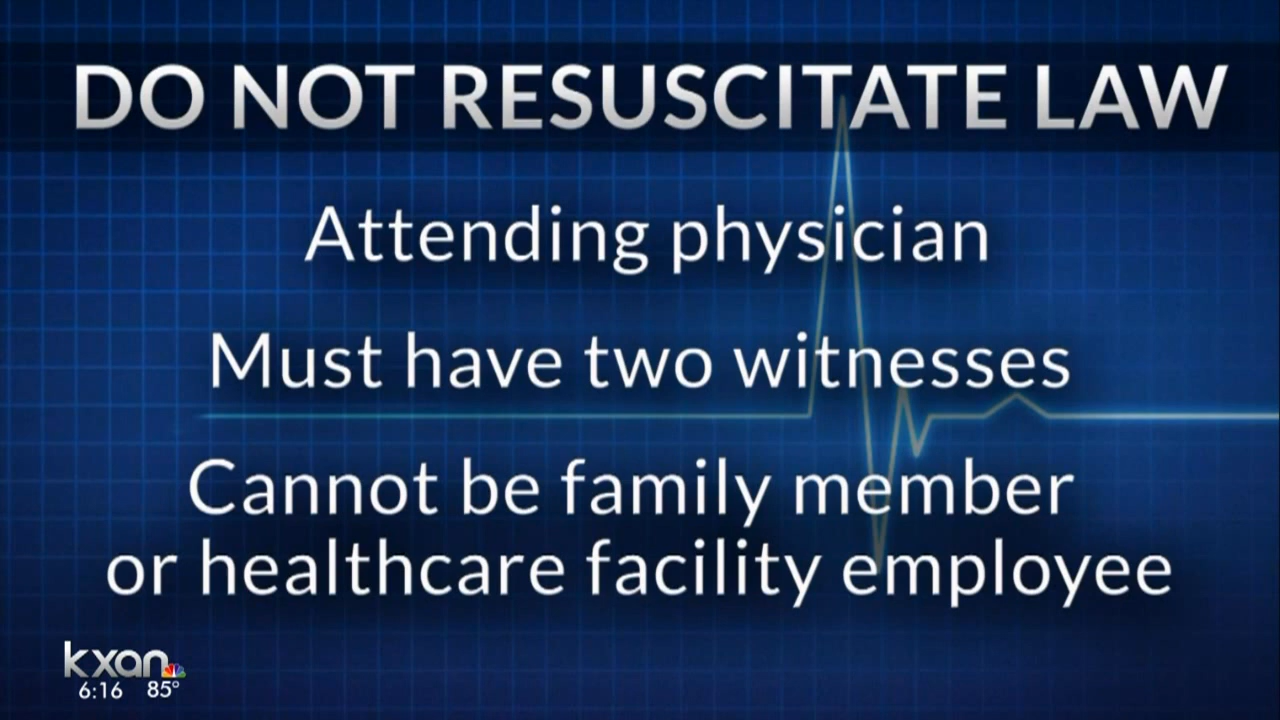 DO NOT RESUSCITATE LAW
Attending physician
Must have two witnesses
Cannot be family member
or healthcare facility employee
kxan
6:16 85°